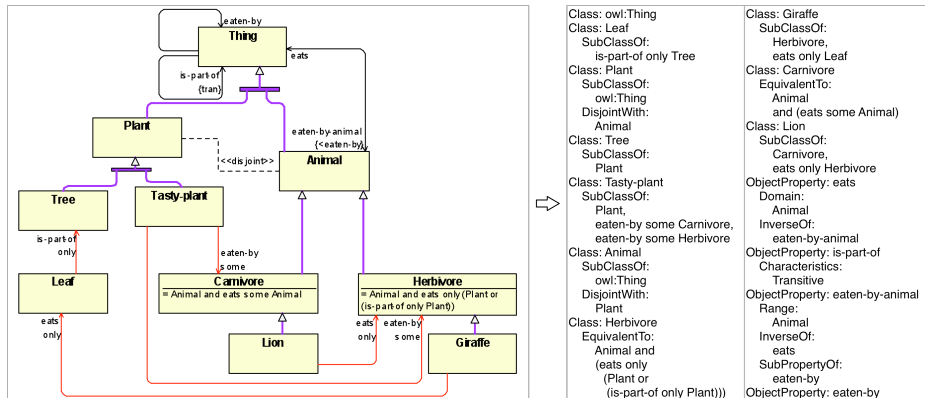 eaten-by
Thing
eats
is-part-of
{tran}
Plant
eaten-by-animal
{<eaten-by}
<<disjoint>>
Animal
Tree
Tasty-plant
is-part-of
only
eaten-by
some
Leaf
Carnivore
= Animal and eats some Animal
Herbivore
= Animal and eats only (Plant or
(is-part-of only Plant))
eats
only
eats
only
eaten-by
some
Lion
Giraffe
Class: owl:Thing
Class: Leaf
SubClassOf:
is-part-of only Tree
Class: Plant
SubClassOf:
owl:Thing
DisjointWith:
Animal
Class: Tree
SubClassOf:
Plant
Class: Tasty-plant
SubClassOf:
Plant,
eaten-by some Carnivore,
eaten-by some Herbivore
Class: Animal
SubClassOf:
owl:Thing
DisjointWith:
Plant
Class: Herbivore
EquivalentTo:
Animal and
(eats only
(Plant or
(is-part-of only Plant)))
Class: Giraffe
SubClassOf:
Herbivore,
eats only Leaf
Class: Carnivore
EquivalentTo:
Animal
and (eats some Animal)
Class: Lion
SubClassOf:
Carnivore,
eats only Herbivore
ObjectProperty: eats
Domain:
Animal
InverseOf:
eaten-by-animal
ObjectProperty: is-part-of
Characteristics:
Transitive
ObjectProperty: eaten-by-animal
Range:
Animal
InverseOf:
eats
SubPropertyOf:
eaten-by
ObjectProperty: eaten-by